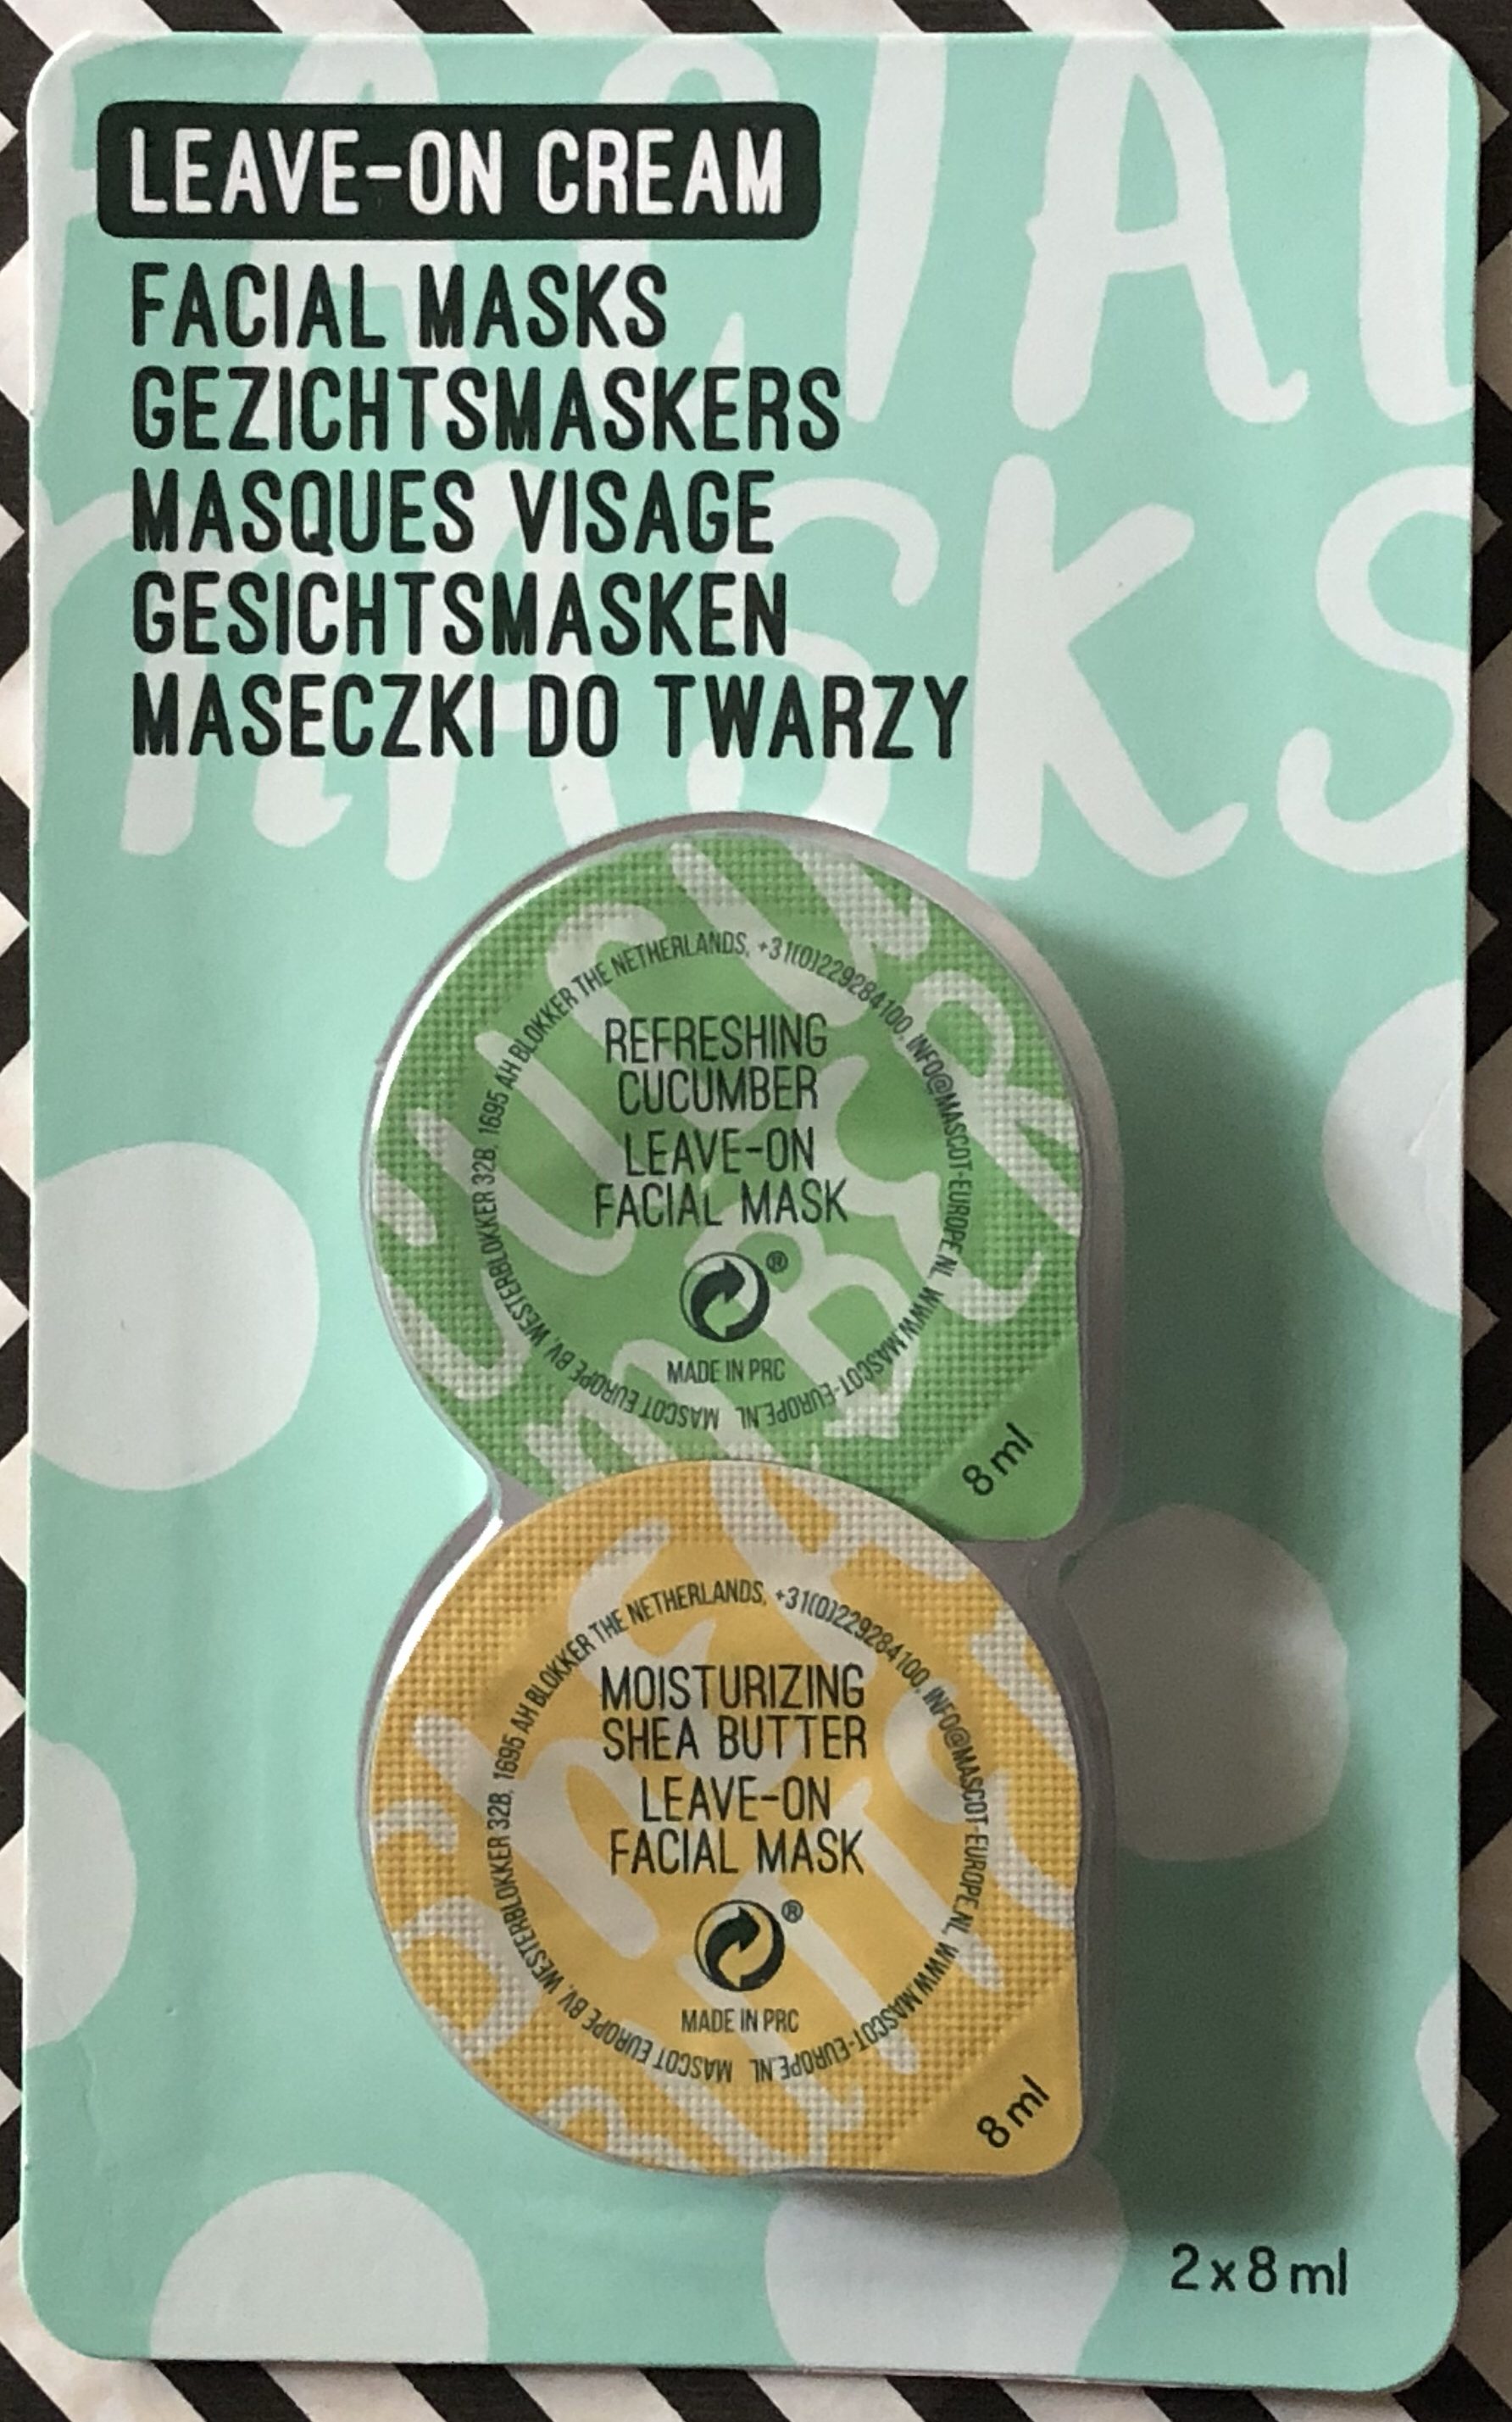 LEAVE-ON CREAM
FACIAL MASKS
GEZICHTSMASKERS
MASQUES VISAGE
GESICHTSMASKEN
MASECZKI DO TWARZY
FACIAL
MASKS
MASCOT EUROPE BV, WESTERBLOKKER 32B, 1695 AH BLOKKER THE NETHERLANDS, +31(0)229284100, INFO@MASCOT-EUROPE.NL, WWW.MASCOT-EUROPE.NL
REFRESHING
CUCUMBER
LEAVE-ON
FACIAL MASK
®
MADE IN PRC
8 ml
MASCOT EUROPE BV, WESTERBLOKKER 32B, 1695 AH BLOKKER THE NETHERLANDS, +31(0)229284100, INFO@MASCOT-EUROPE.NL, WWW.MASCOT-EUROPE.NL
MOISTURIZING
SHEA BUTTER
LEAVE-ON
FACIAL MASK
®
MADE IN PRC
8 ml
2 x 8 ml